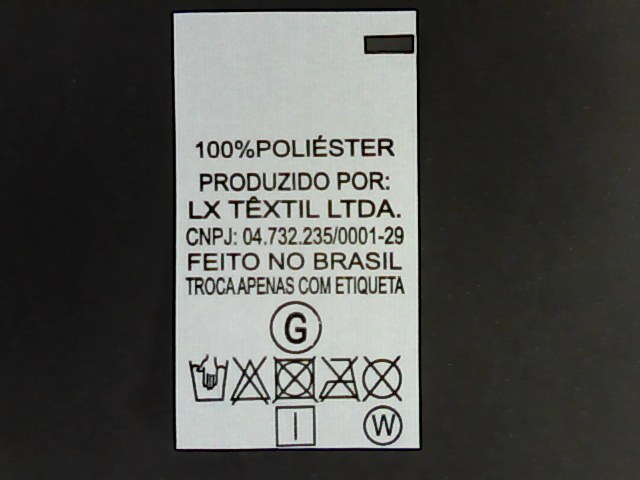 100%POLIÉSTER
PRODUZIDO POR:
LX TÊXTIL LTDA.
CNPJ: 04.732.235/0001-29
FEITO NO BRASIL
TROCA APENAS COM ETIQUETA
G
W